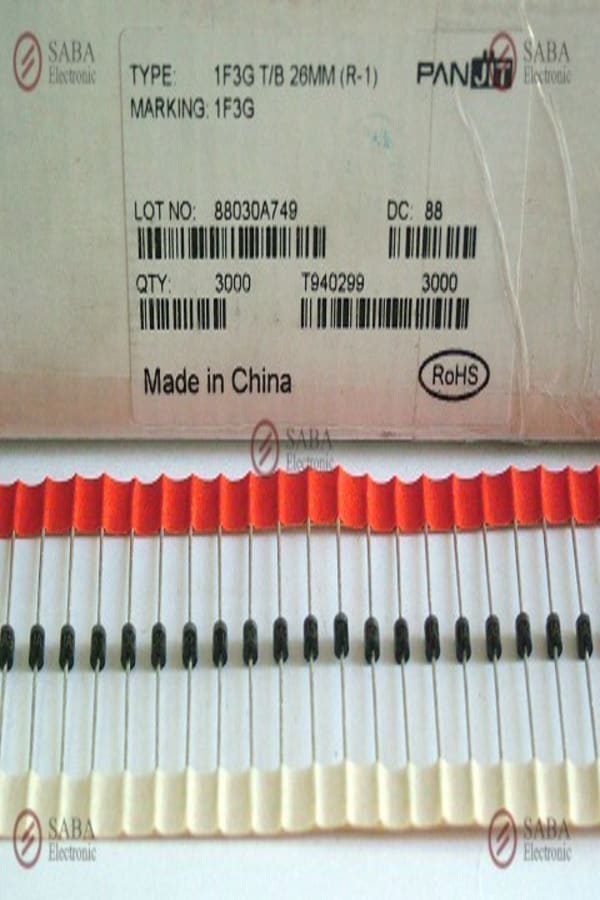 SABA
Electronic
SABA
Electronic
TYPE: 1F3G T/B 26MM (R-1)
PANJIT
MARKING: 1F3G
LOT NO: 88030A749 DC: 88
QTY: 3000 T940299 3000
Made in China
RoHS
SABA
Electronic
SABA
Electronic
SABA
Electronic